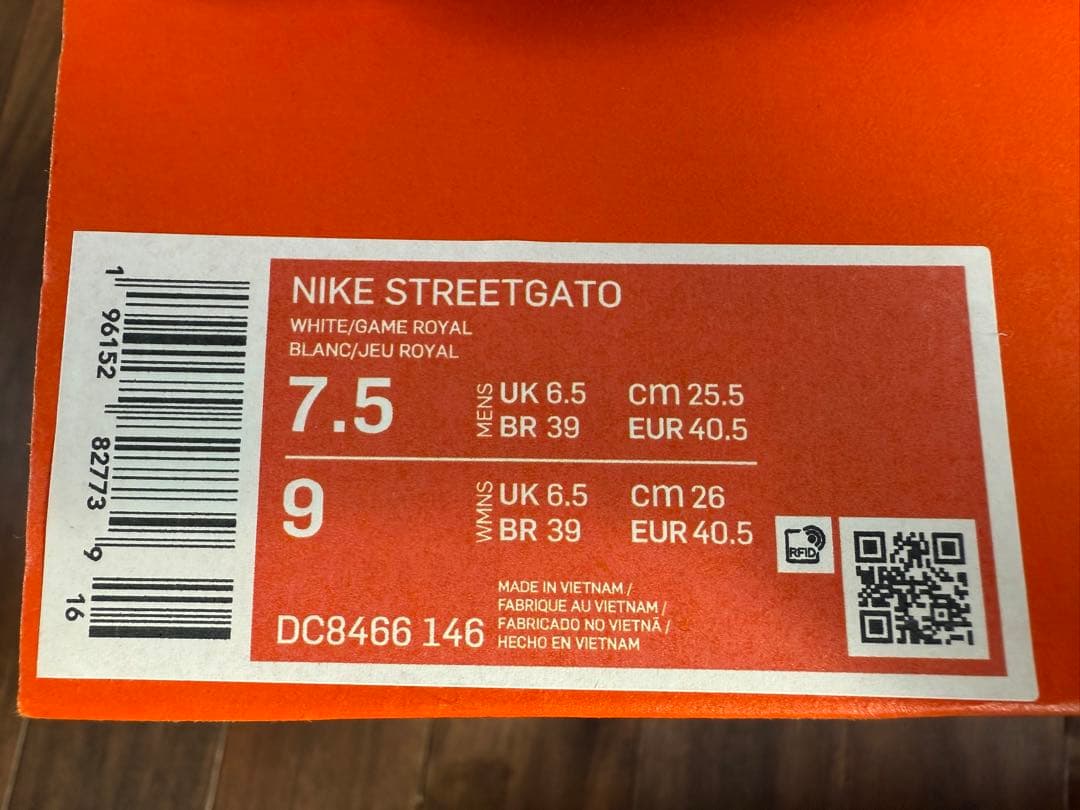 NIKE STREETGATO
WHITE/GAME ROYAL
BLANC/JEU ROYAL
7.5
MENS
UK 6.5 cm 25.5
BR 39 EUR 40.5
9
WMNS
UK 6.5 cm 26
BR 39 EUR 40.5
RFID
MADE IN VIETNAM /
FABRIQUE AU VIETNAM /
FABRICADO NO VIETNÃ /
HECHO EN VIETNAM
DC8466 146
1 96152 82773 9 16